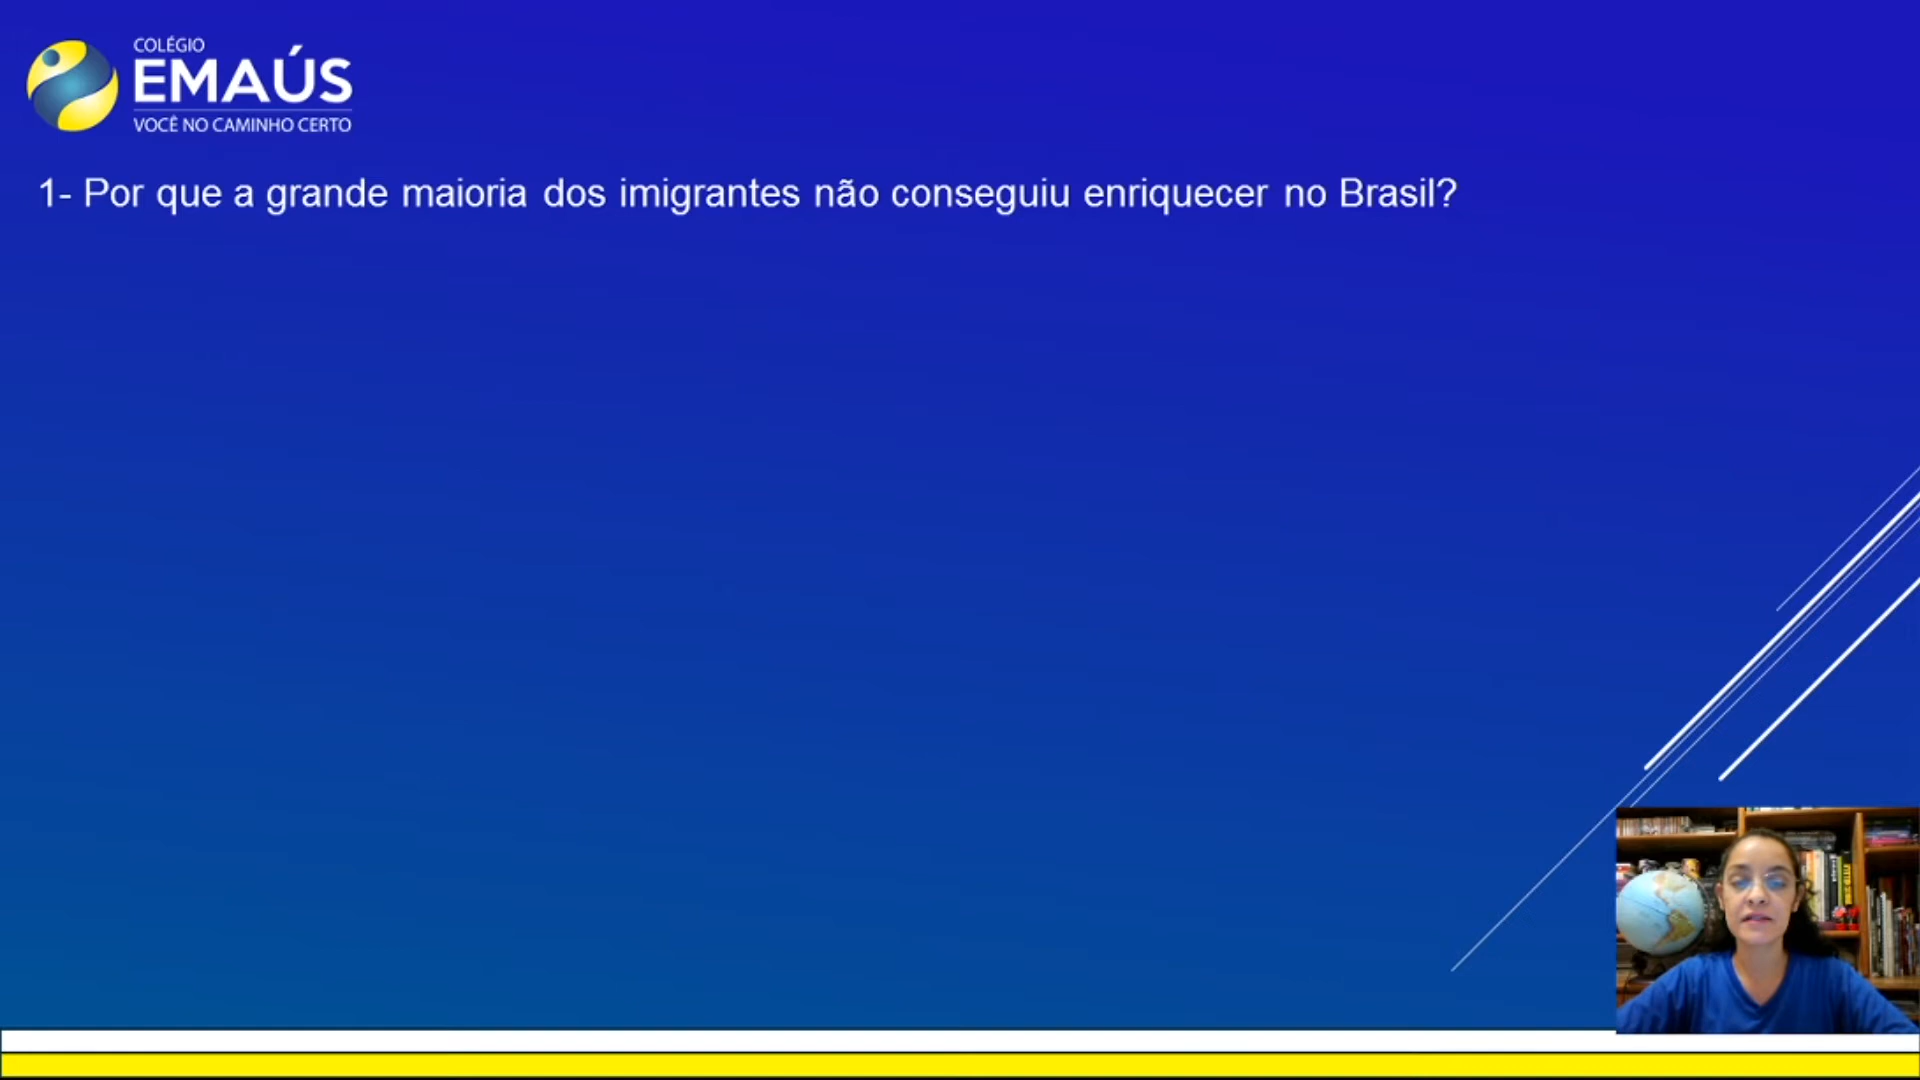 COLÉGIO
EMAÚS
VOCÊ NO CAMINHO CERTO
1- Por que a grande maioria dos imigrantes não conseguiu enriquecer no Brasil?